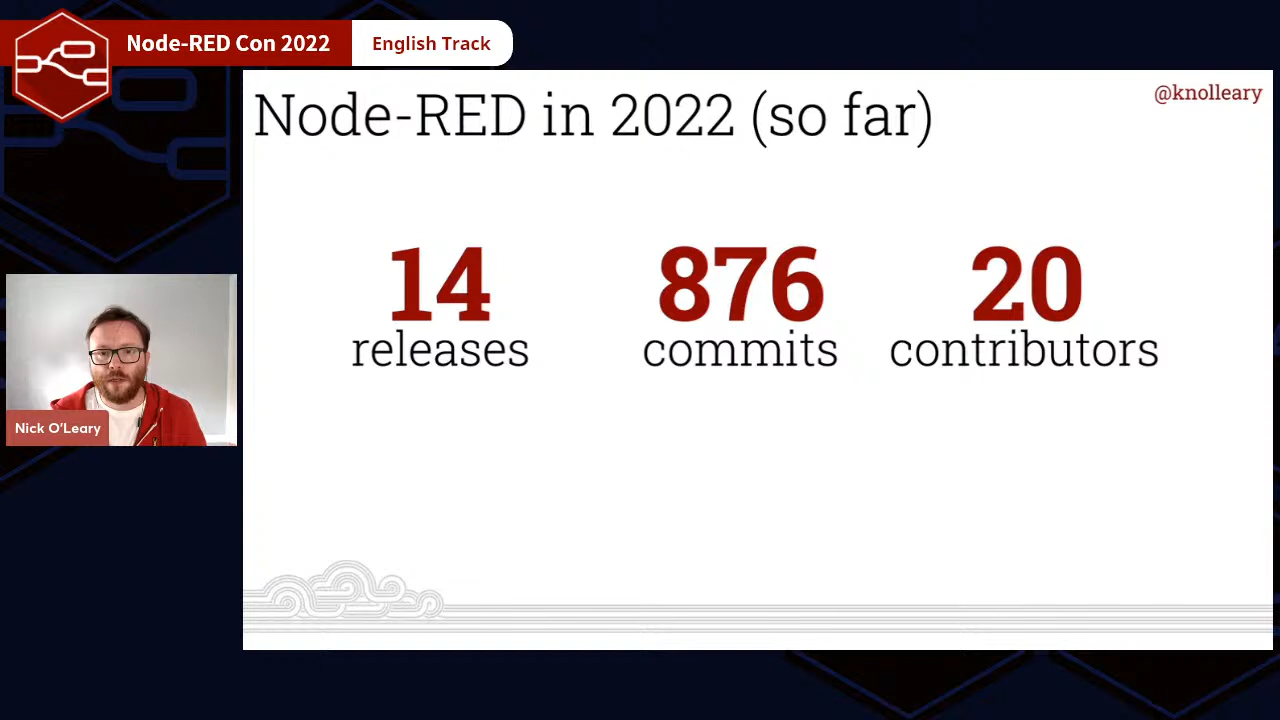 Node-RED Con 2022
English Track
@knolleary
Node-RED in 2022 (so far)
14
releases
876
commits
20
contributors
Nick O'Leary